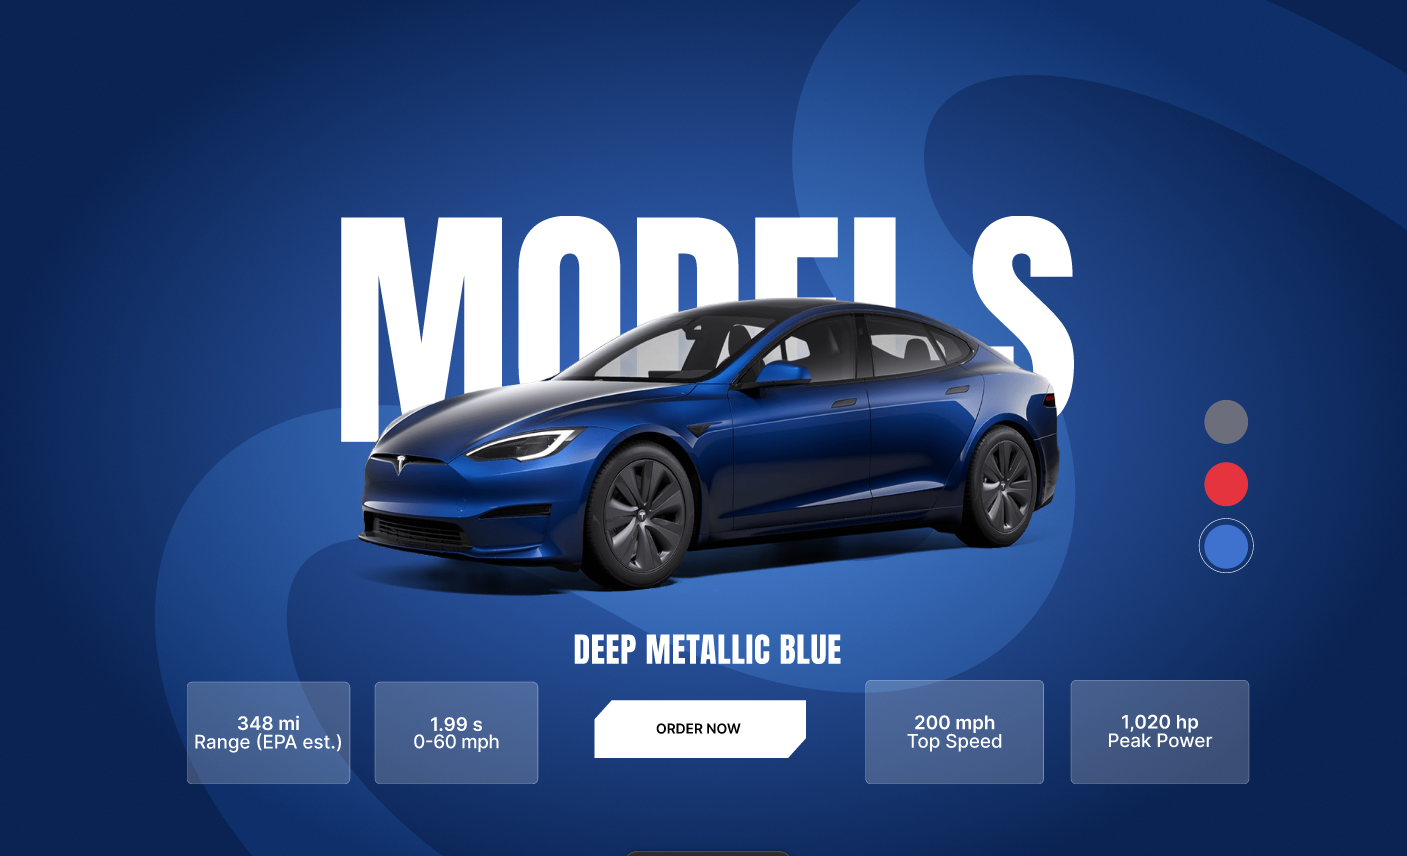 MODELS
DEEP METALLIC BLUE
348 mi
Range (EPA est.)
1.99 s
0-60 mph
ORDER NOW
200 mph
Top Speed
1,020 hp
Peak Power